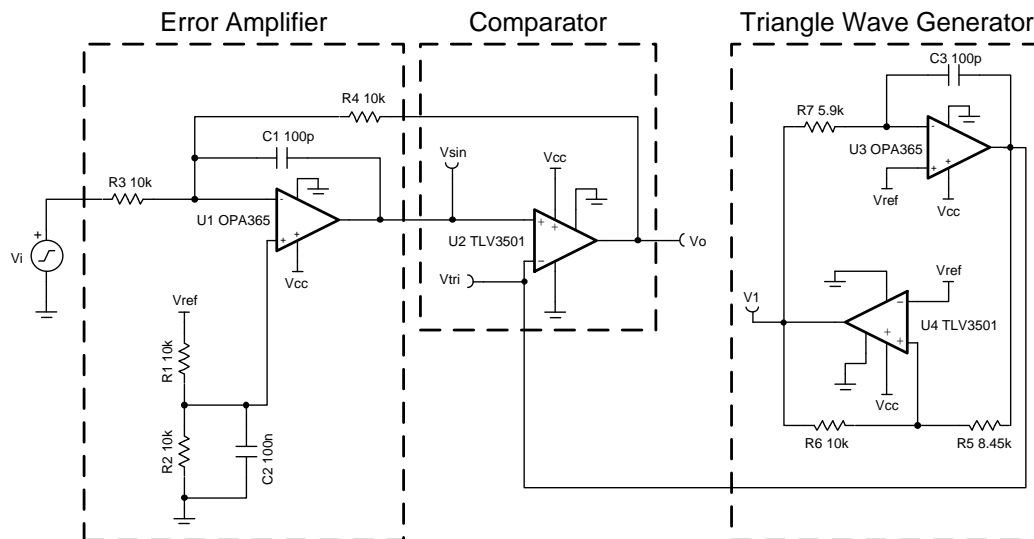 Error Amplifier
Comparator
Triangle Wave Generator
C3 100p
R4 10k
R7 5.9k
C1 100p
-
+
+
U3 OPA365
Vref
Vcc
Vsin
Vcc
R3 10k
-
+
+
U1 OPA365
Vcc
+
Vi
+
+
−
U2 TLV3501
Vo
Vtri
Vref
R1 10k
R2 10k
C2 100n
V1
Vref
−
+
+
U4 TLV3501
Vcc
R6 10k
R5 8.45k